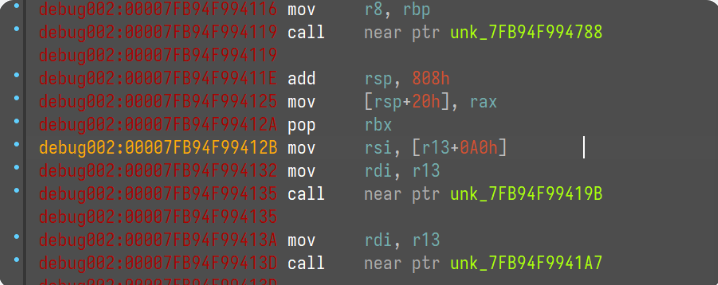 debug002:00007FB94F994116 mov r8, rbp
debug002:00007FB94F994119 call near ptr unk_7FB94F994788
debug002:00007FB94F994119
debug002:00007FB94F99411E add rsp, 808h
debug002:00007FB94F994125 mov [rsp+20h], rax
debug002:00007FB94F99412A pop rbx
debug002:00007FB94F99412B mov rsi, [r13+0A0h]
debug002:00007FB94F994132 mov rdi, r13
debug002:00007FB94F994135 call near ptr unk_7FB94F99419B
debug002:00007FB94F994135
debug002:00007FB94F99413A mov rdi, r13
debug002:00007FB94F99413D call near ptr unk_7FB94F9941A7